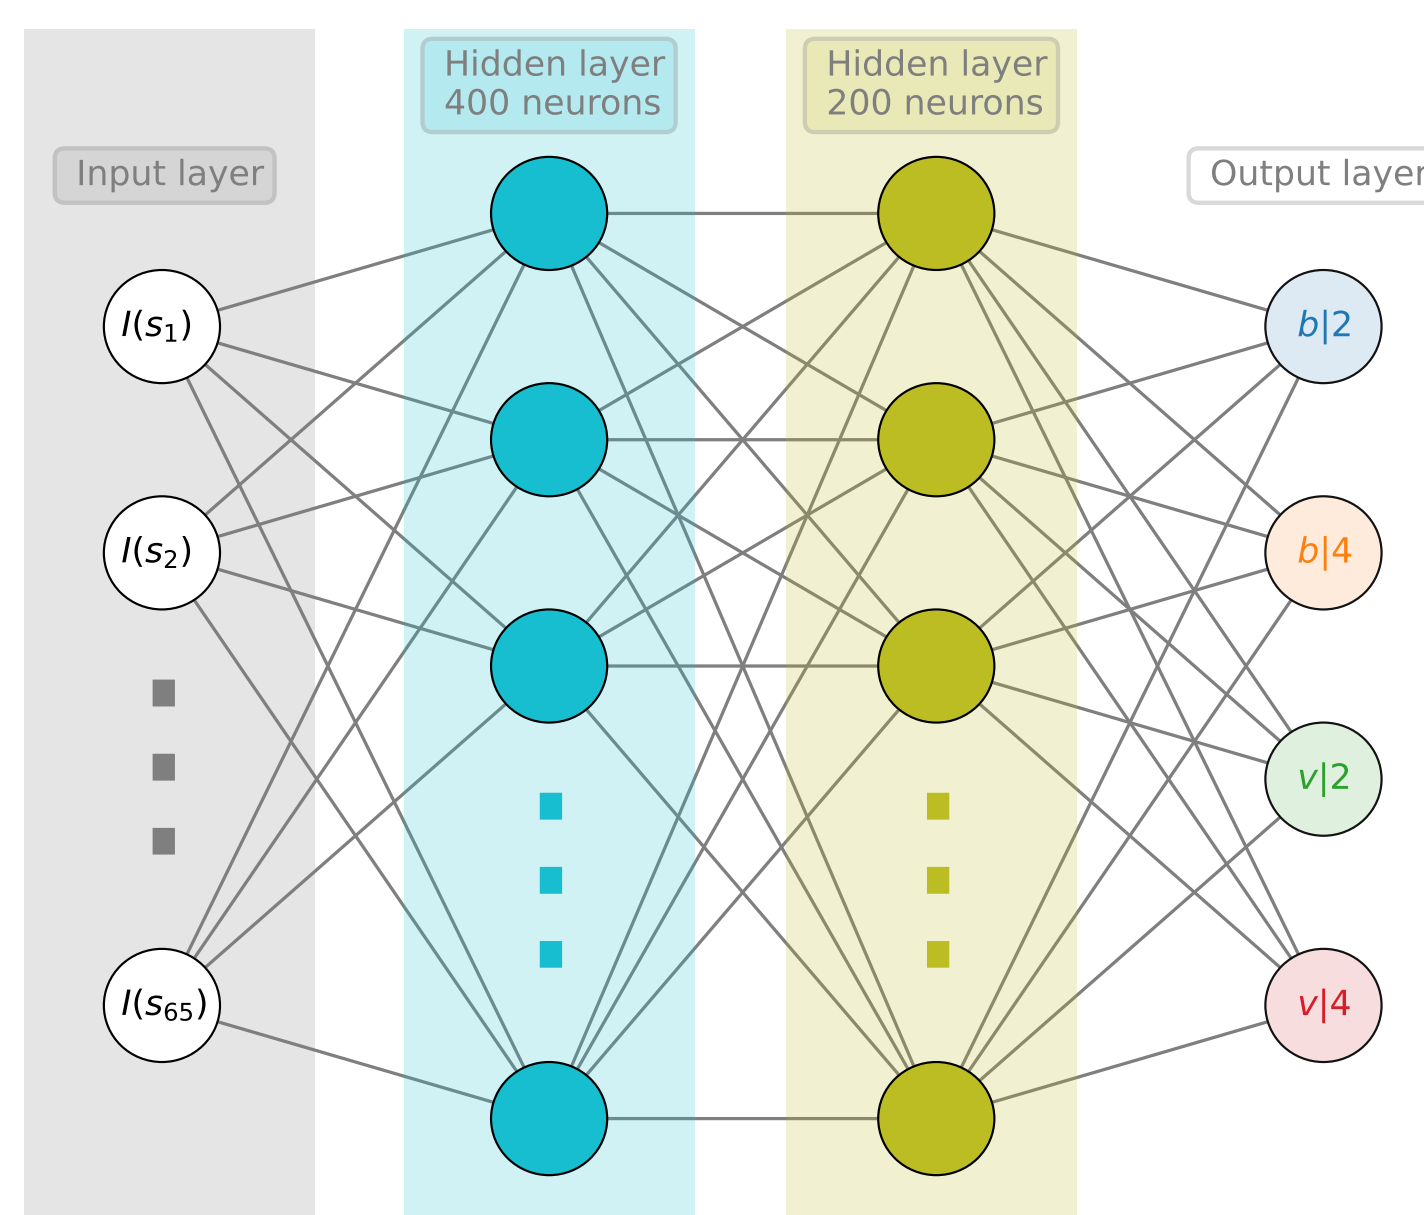 Hidden layer
400 neurons
Hidden layer
200 neurons
Input layer
Output layer
I(s₁)
b|2
I(s₂)
b|4
v|2
I(s₆₅)
v|4